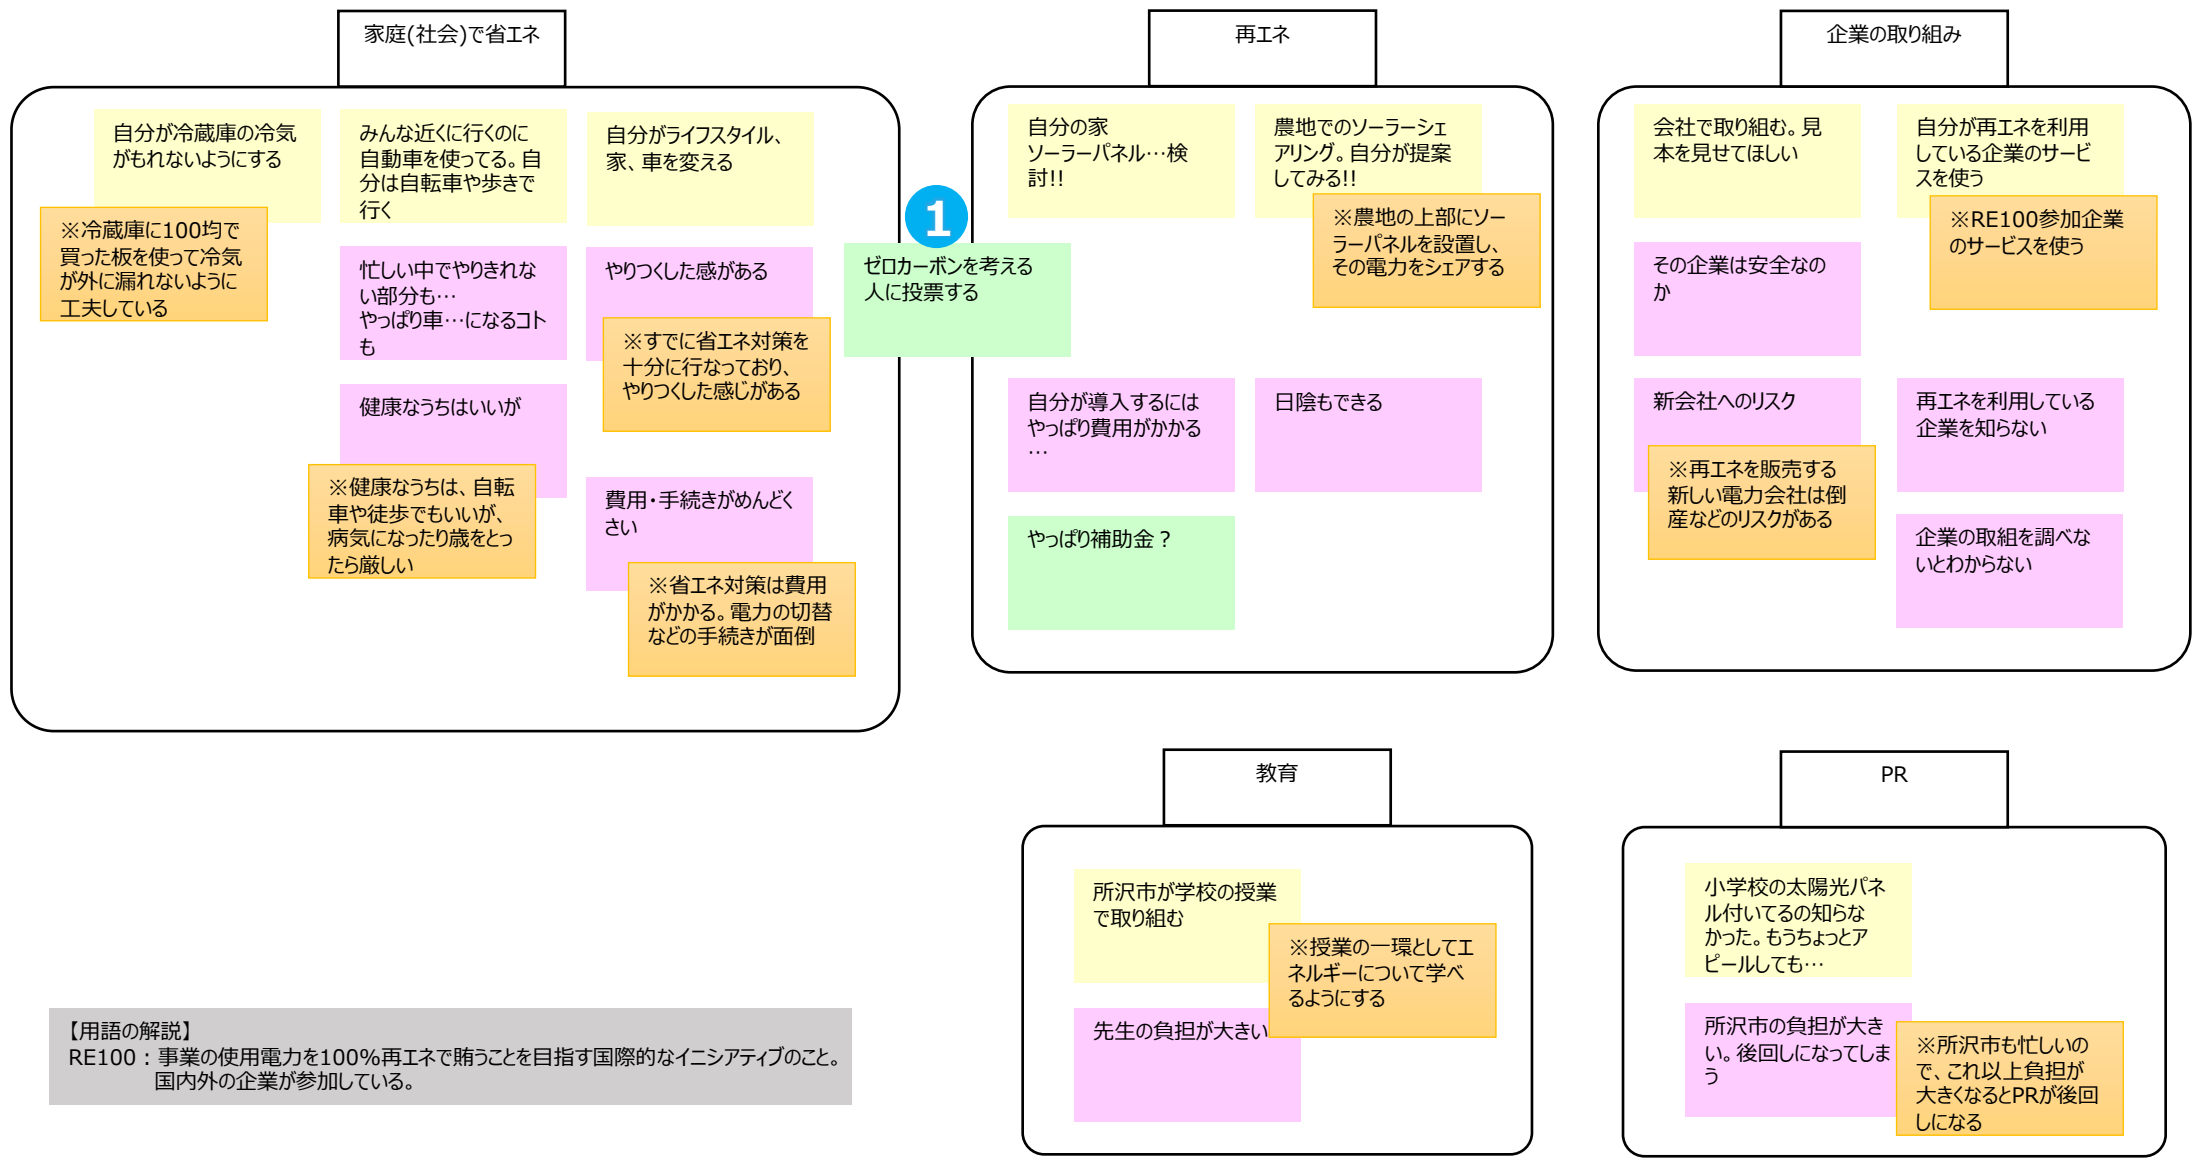 家庭(社会)で省エネ
自分が冷蔵庫の冷気
がもれないようにする
※冷蔵庫に100均で
買った板を使って冷気
が外に漏れないように
工夫している
みんな近くに行くのに
自動車を使ってる。自
分は自転車や歩きで
行く
忙しい中でやりきれな
い部分も…
やっぱり車…になるコト
も
健康なうちはいいが
※健康なうちは、自転
車や徒歩でもいいが、
病気になったり歳をとっ
たら厳しい
自分がライフスタイル、
家、車を変える
やりつくした感がある
※すでに省エネ対策を
十分に行なっており、
やりつくした感じがある
費用・手続きがめんどく
さい
※省エネ対策は費用
がかかる。電力の切替
などの手続きが面倒
1
ゼロカーボンを考える
人に投票する
再エネ
自分の家
ソーラーパネル…検
討!!
農地でのソーラーシェ
アリング。自分が提案
してみる!!
※農地の上部にソー
ラーパネルを設置し、
その電力をシェアする
自分が導入するには
やっぱり費用がかかる
…
日陰もできる
やっぱり補助金？
企業の取り組み
会社で取り組む。見
本を見せてほしい
自分が再エネを利用
している企業のサービ
スを使う
※RE100参加企業
のサービスを使う
その企業は安全なの
か
新会社へのリスク
※再エネを販売する
新しい電力会社は倒
産などのリスクがある
再エネを利用している
企業を知らない
企業の取組を調べな
いとわからない
教育
所沢市が学校の授業
で取り組む
※授業の一環としてエ
ネルギーについて学べ
るようにする
先生の負担が大きい
PR
小学校の太陽光パネ
ル付いてるの知らな
かった。もうちょっとア
ピールしても…
所沢市の負担が大き
い。後回しになってしま
う
※所沢市も忙しいの
で、これ以上負担が
大きくなるとPRが後回
しになる
【用語の解説】
RE100：事業の使用電力を100%再エネで賄うことを目指す国際的なイニシアティブのこと。
国内外の企業が参加している。